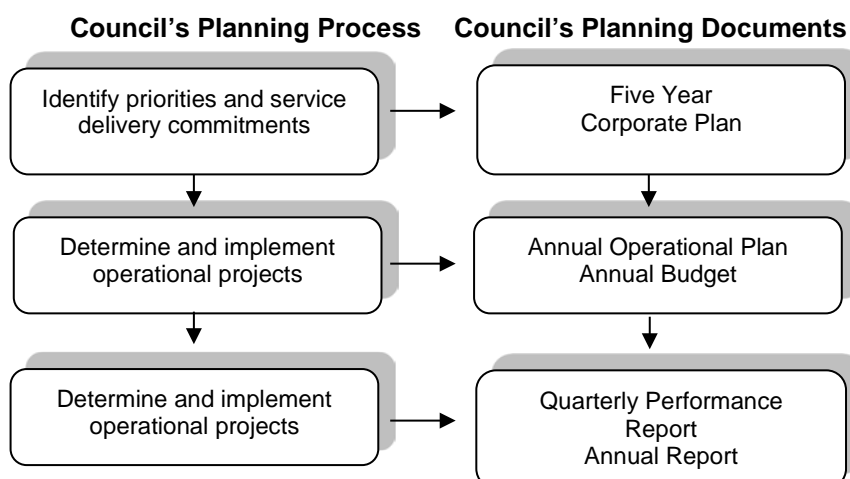 Council’s Planning Process
Council’s Planning Documents
Identify priorities and service
delivery commitments
Five Year
Corporate Plan
Determine and implement
operational projects
Annual Operational Plan
Annual Budget
Determine and implement
operational projects
Quarterly Performance
Report
Annual Report